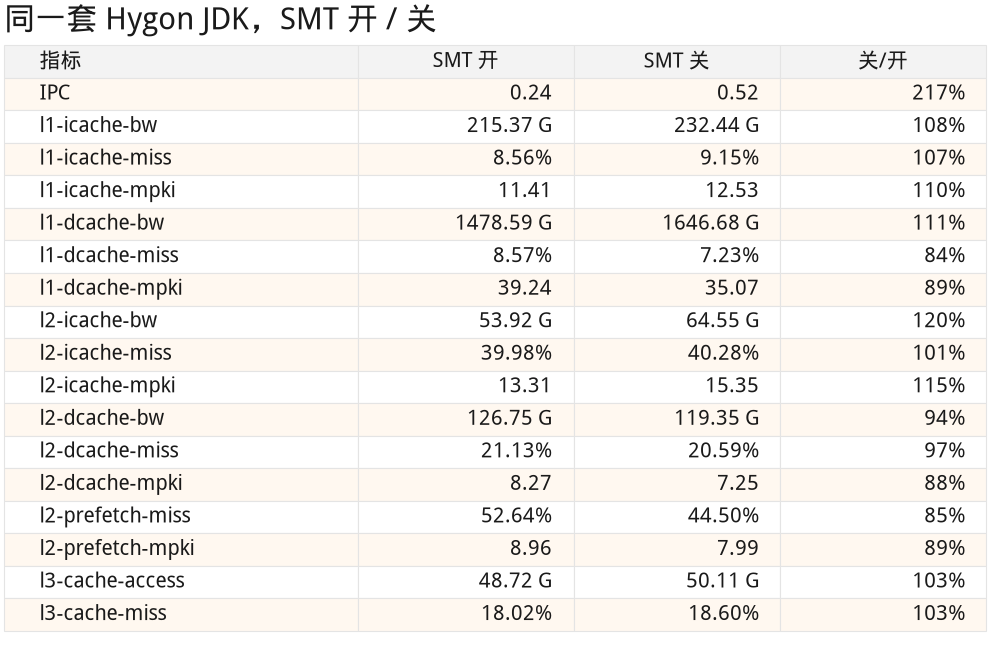 同一套 Hygon JDK，SMT 开 / 关
指标 SMT 开 SMT 关 关/开
IPC 0.24 0.52 217%
l1-icache-bw 215.37 G 232.44 G 108%
l1-icache-miss 8.56% 9.15% 107%
l1-icache-mpki 11.41 12.53 110%
l1-dcache-bw 1478.59 G 1646.68 G 111%
l1-dcache-miss 8.57% 7.23% 84%
l1-dcache-mpki 39.24 35.07 89%
l2-icache-bw 53.92 G 64.55 G 120%
l2-icache-miss 39.98% 40.28% 101%
l2-icache-mpki 13.31 15.35 115%
l2-dcache-bw 126.75 G 119.35 G 94%
l2-dcache-miss 21.13% 20.59% 97%
l2-dcache-mpki 8.27 7.25 88%
l2-prefetch-miss 52.64% 44.50% 85%
l2-prefetch-mpki 8.96 7.99 89%
l3-cache-access 48.72 G 50.11 G 103%
l3-cache-miss 18.02% 18.60% 103%